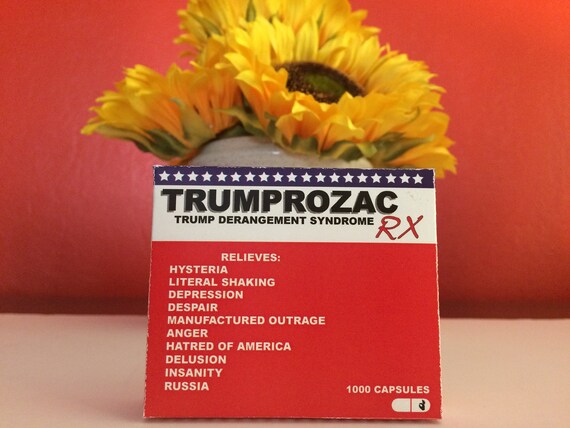 TRUMPROZAC
TRUMP DERANGEMENT SYNDROME RX
RELIEVES:
HYSTERIA
LITERAL SHAKING
DEPRESSION
DESPAIR
MANUFACTURED OUTRAGE
ANGER
HATRED OF AMERICA
DELUSION
INSANITY
RUSSIA
1000 CAPSULES